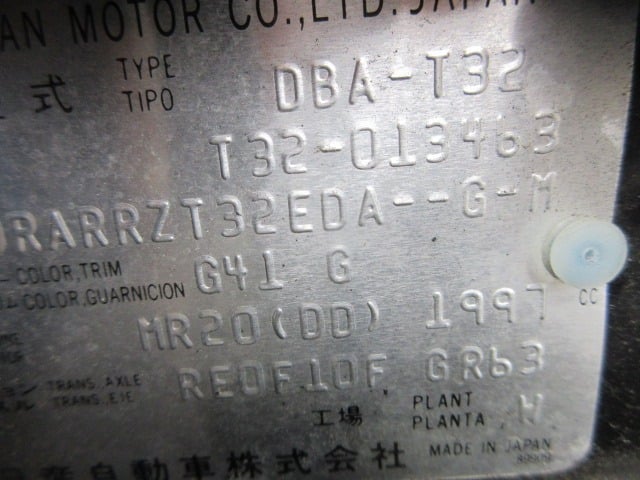 AN MOTOR CO.,LTD.JAPAN
式 TYPE TIPO DBA-T32
T32-013463
URARRZT32EDA--G-M
COLOR,TRIM COLOR,GUARNICION G41 G
MR20(DD) 1997 CC
TRANS.AXLE TRANS.EJE RE0F10F GR63
工場 PLANT PLANTA W
産自動車株式会社 MADE IN JAPAN